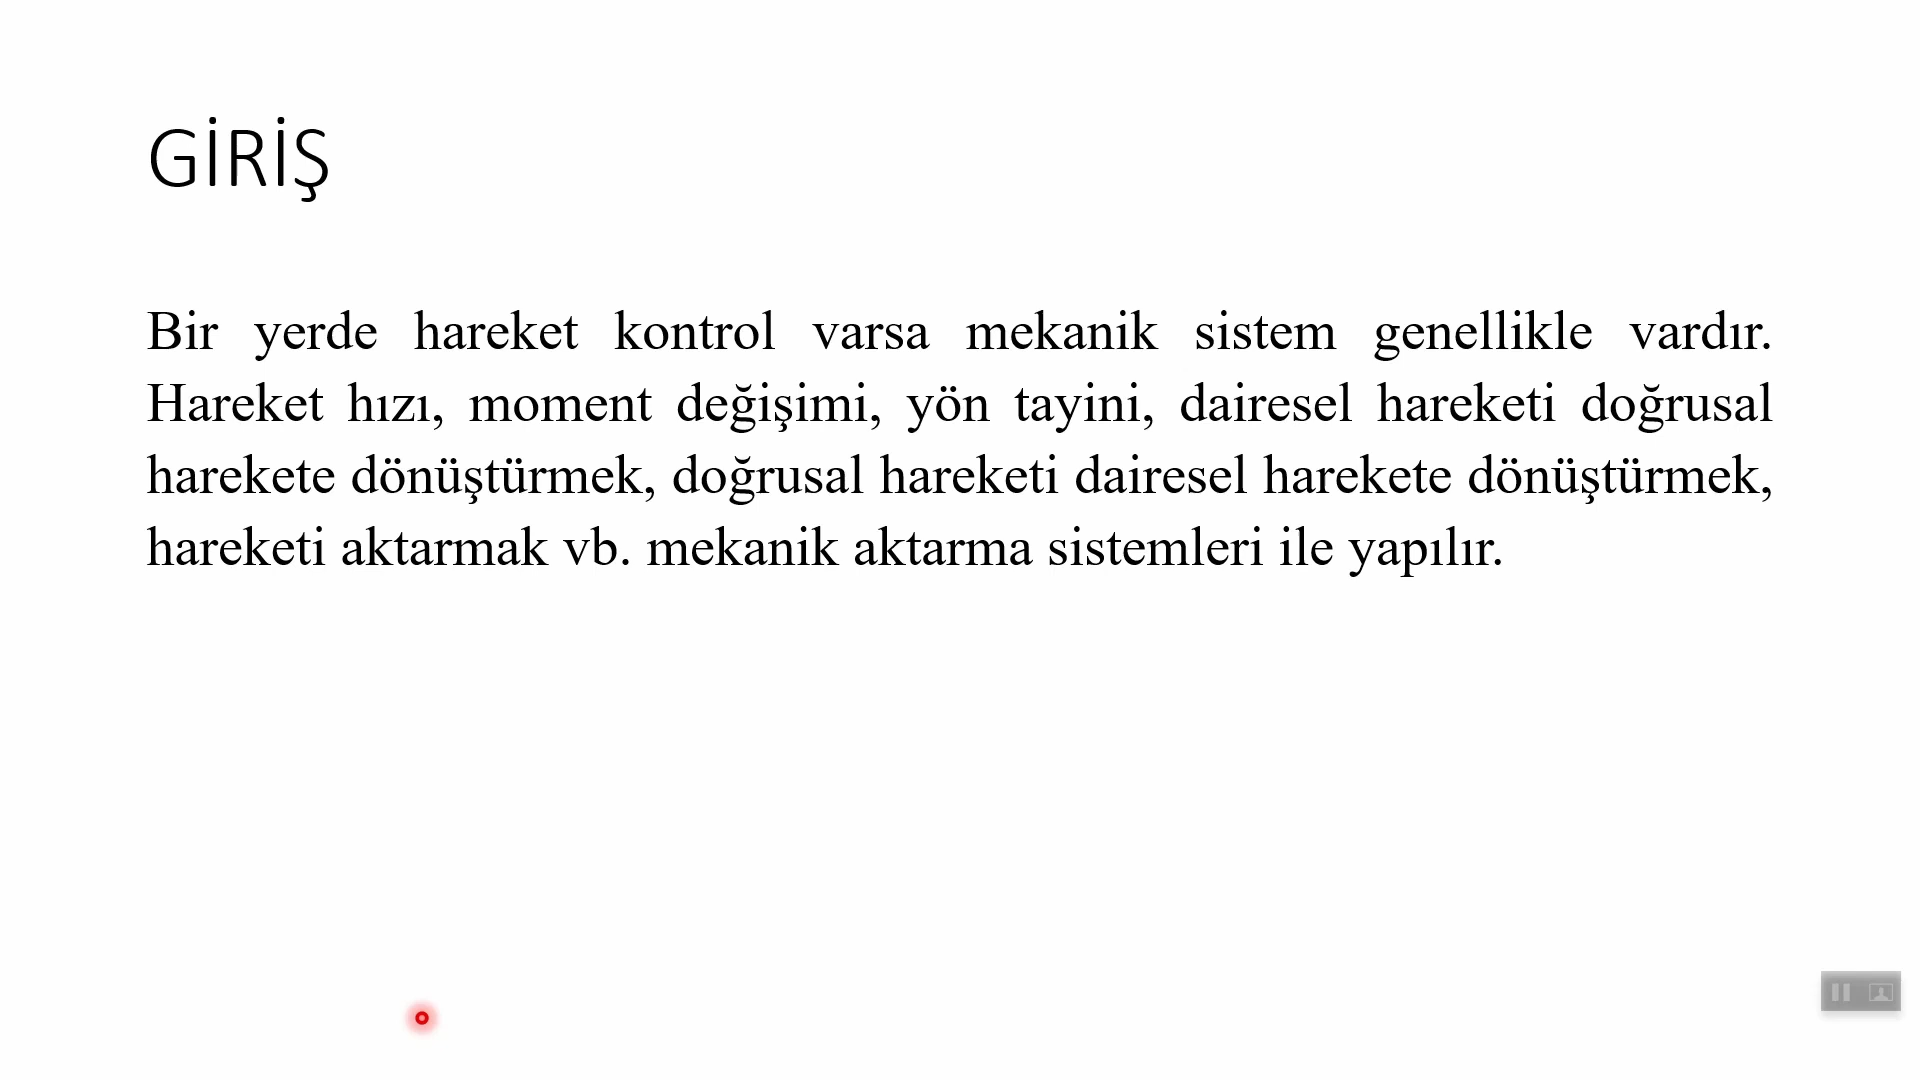 GİRİŞ
Bir yerde hareket kontrol varsa mekanik sistem genellikle vardır.
Hareket hızı, moment değişimi, yön tayini, dairesel hareketi doğrusal
harekete dönüştürmek, doğrusal hareketi dairesel harekete dönüştürmek,
hareketi aktarmak vb. mekanik aktarma sistemleri ile yapılır.